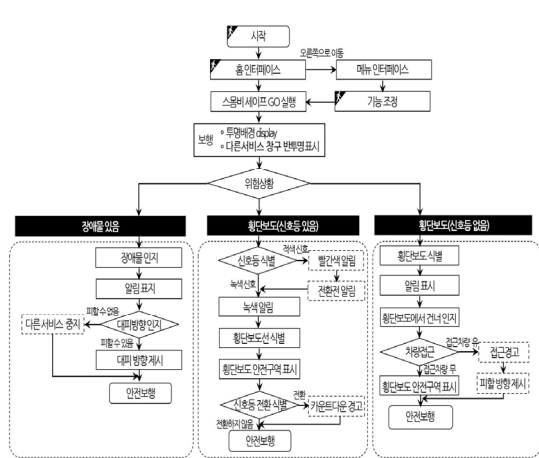 시작
오른쪽으로 이동
홈 인터페이스
메뉴 인터페이스
스몸비 세이프 GO 실행
기능 조정
보행
투명배경 display
다른서비스 창구 반투명 표시
위험상황
장애물 있음
장애물 인지
알림 표지
피할 수 없음
다른 서비스 중지
대피방향 인지
피할 수 있음
대피 방향 제시
안전보행
횡단보도(신호등 있음)
적색 신호
신호등 식별
빨간색 알림
녹색 신호
전환전 알림
녹색 알림
횡단보도선 식별
횡단보도 안전구역 표시
전환
신호등 전환 식별
카운트다운 경고
전환하지 않음
안전보행
횡단보도(신호등 없음)
횡단보도 식별
알림 표시
횡단보도에서 건너 인지
접근차량 유
차량접근
접근경고
접근차량 무
횡단보도 안전구역 표시
피할 방향 제시
안전보행